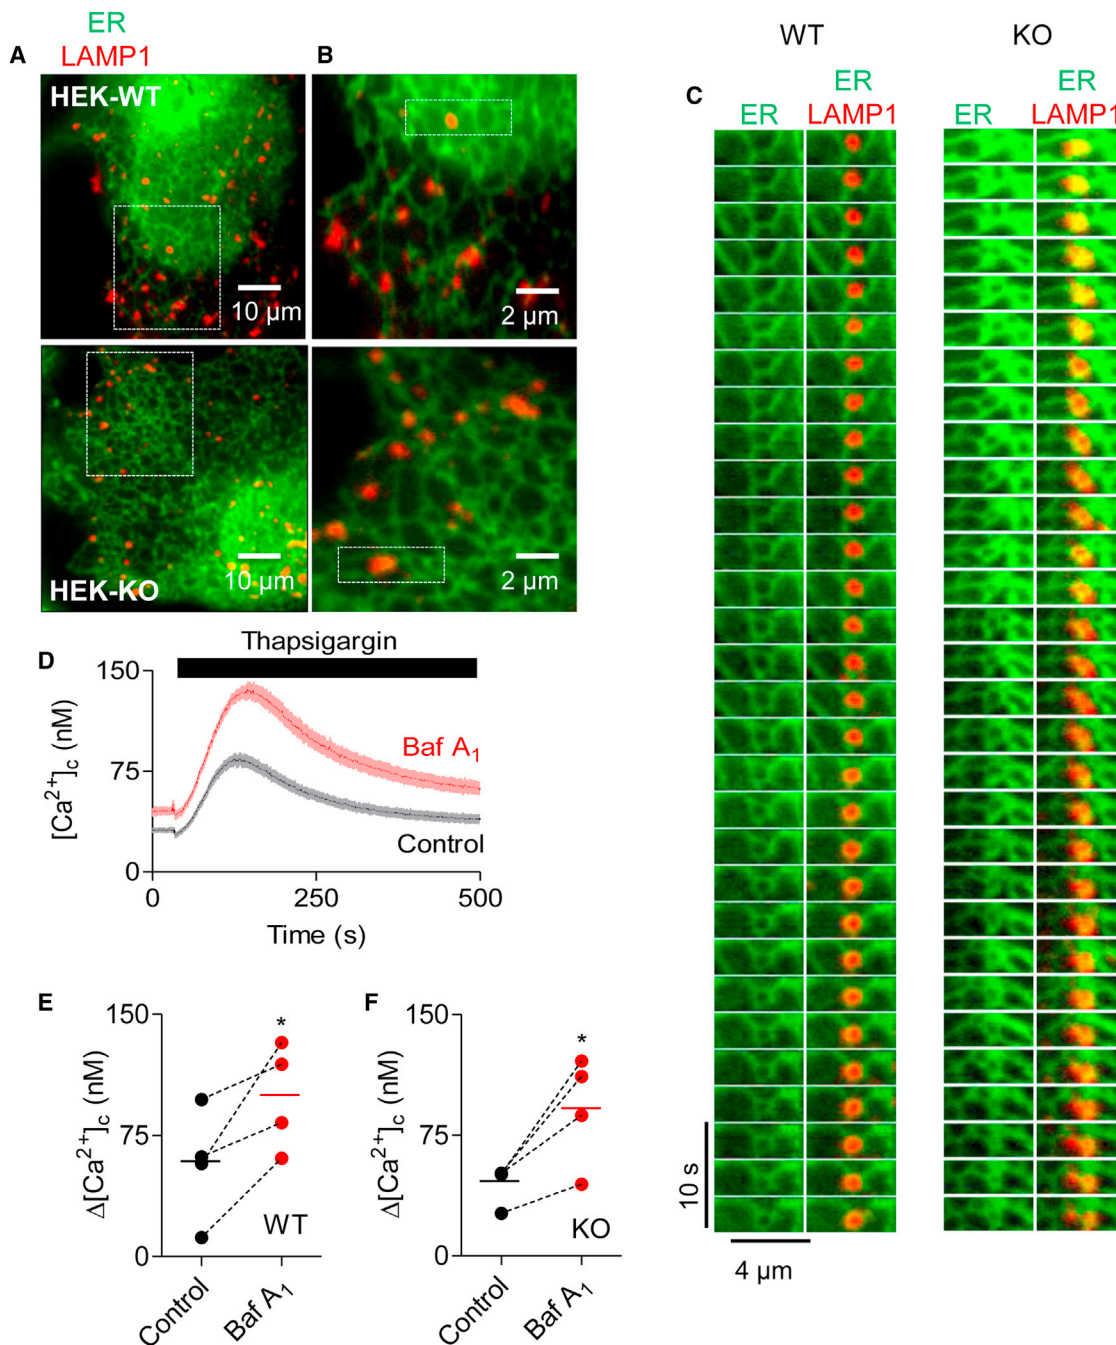 ER
LAMP1
A
B
HEK-WT
10 µm
2 µm
HEK-KO
10 µm
2 µm
WT
KO
C
ER
ER
LAMP1
ER
ER
LAMP1
10 s
4 µm
D
Thapsigargin
150
75
0
[Ca2+]c (nM)
Baf A1
Control
0
250
500
Time (s)
E
150
75
0
Δ[Ca2+]c (nM)
*
WT
Control
Baf A1
F
150
75
0
Δ[Ca2+]c (nM)
*
KO
Control
Baf A1